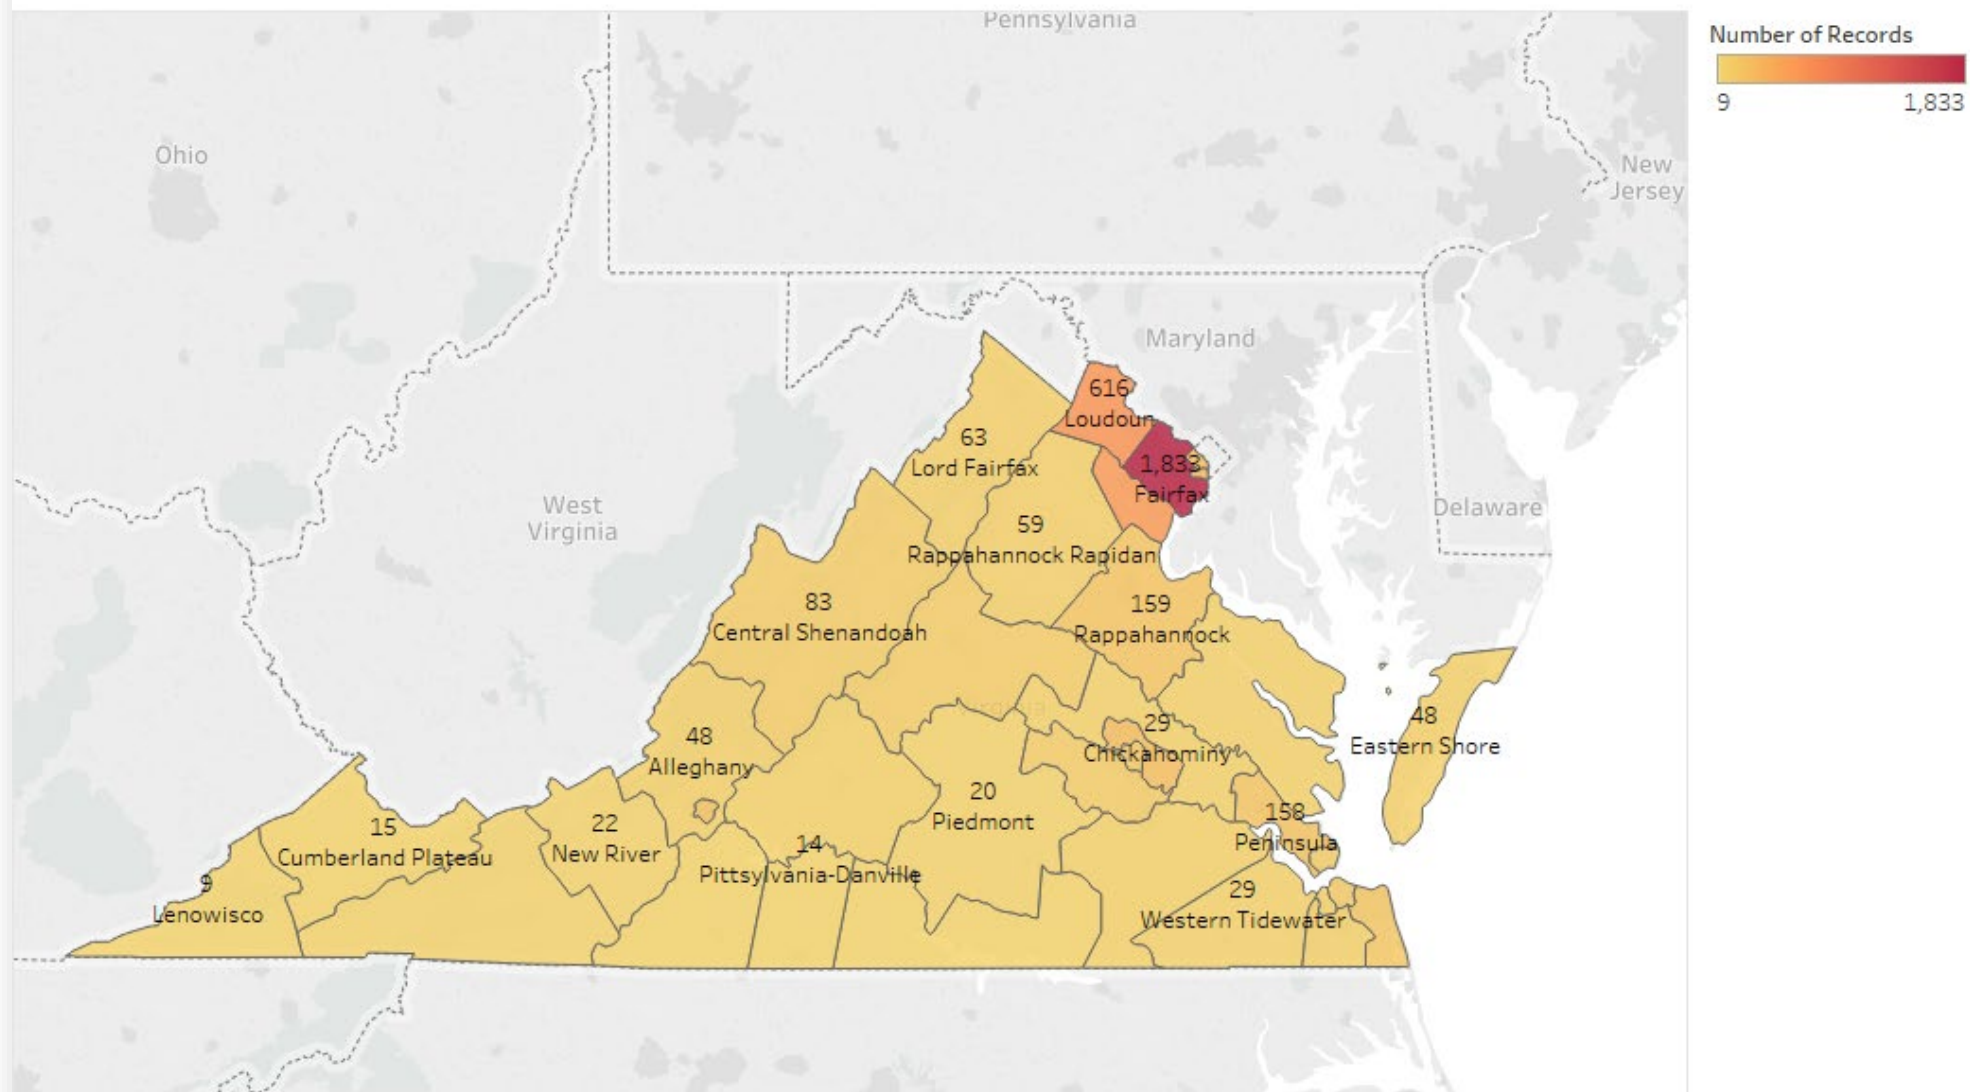 Pennsylvania
Number of Records
9
1,833
Ohio
New
Jersey
Maryland
616
Loudoun
63
Lord Fairfax
1,833
Fairfax
West
Virginia
Delaware
59
Rappahannock Rapidan
83
Central Shenandoah
159
Rappahannock
Virginia
48
Alleghany
29
Chickahominy
48
Eastern Shore
15
Cumberland Plateau
22
New River
20
Piedmont
158
Peninsula
14
Pittsylvania-Danville
9
Lenowisco
29
Western Tidewater